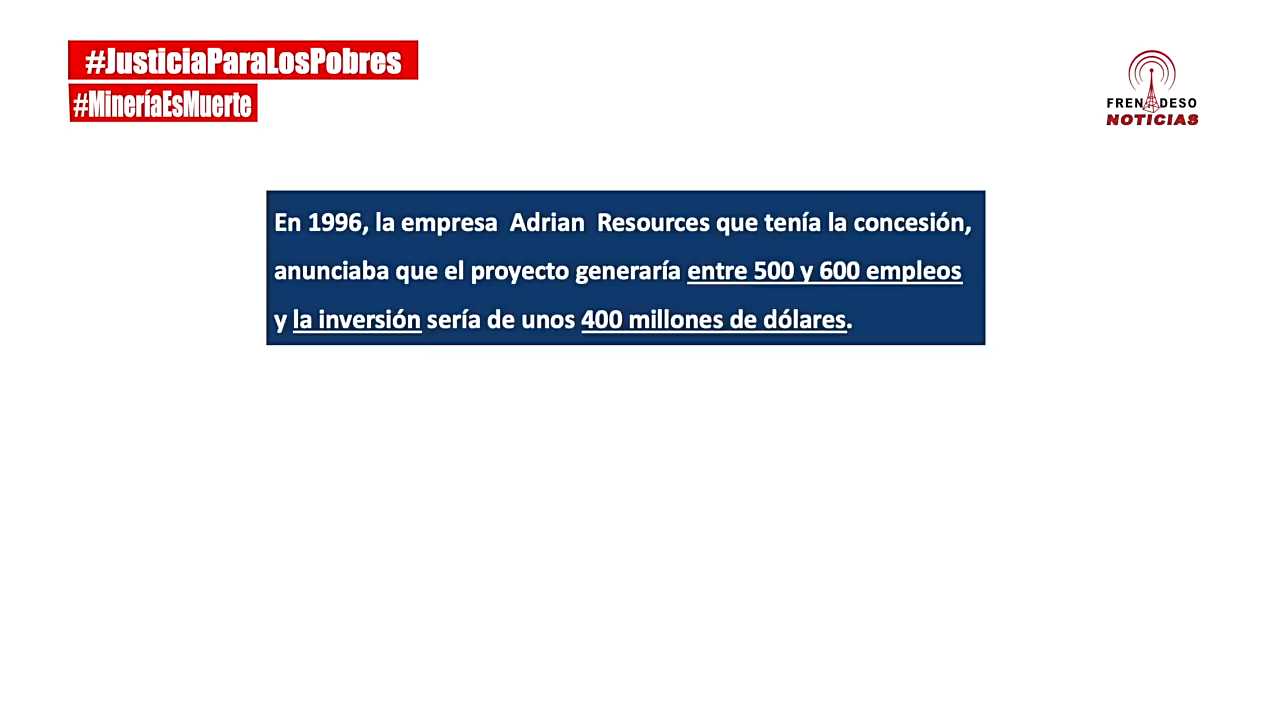 #JusticiaParaLosPobres
#MineríaEsMuerte
FRENADESO
NOTICIAS
En 1996, la empresa Adrian Resources que tenía la concesión,
anunciaba que el proyecto generaría entre 500 y 600 empleos
y la inversión sería de unos 400 millones de dólares.